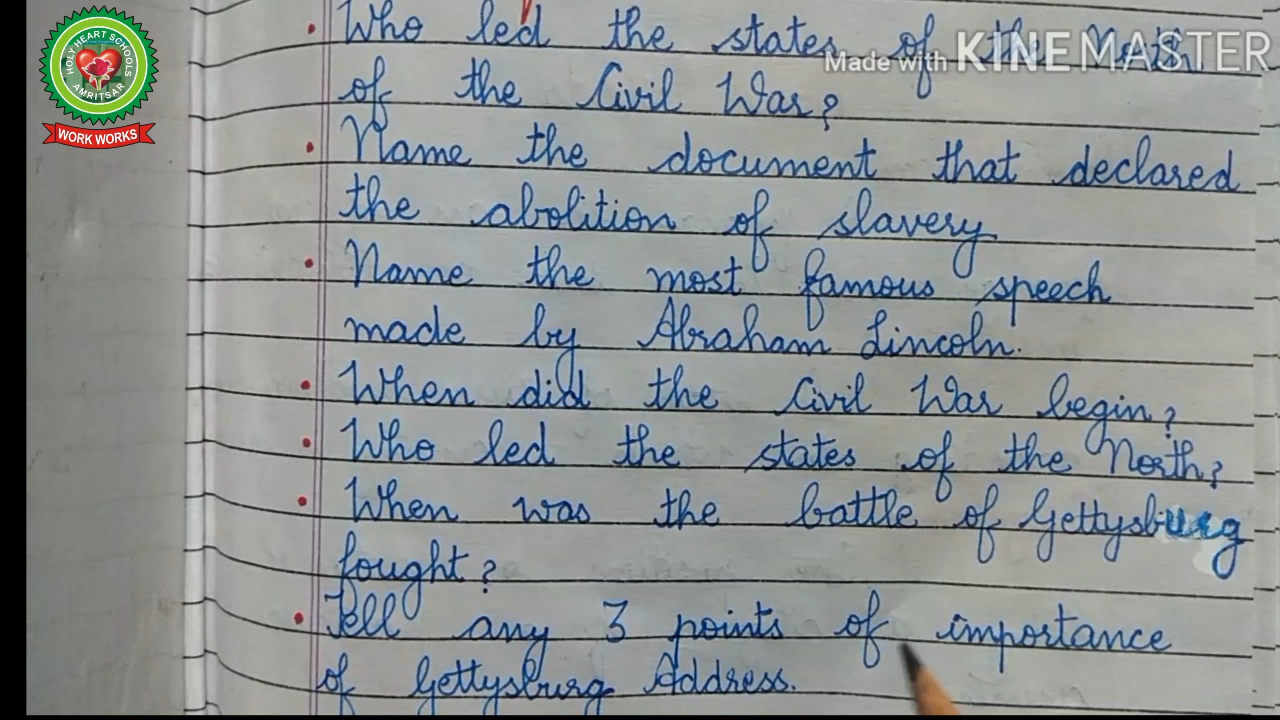 HOLY HEART SCHOOLS
AMRITSAR
WORK WORKS
Made with KINEMASTER
Who led the states of the North
of the Civil War?
Name the document that declared
the abolition of slavery
Name the most famous speech
made by Abraham Lincoln.
When did the Civil War begin?
Who led the states of the North?
When was the battle of Gettysburg
fought?
Tell any 3 points of importance
of Gettysburg Address.